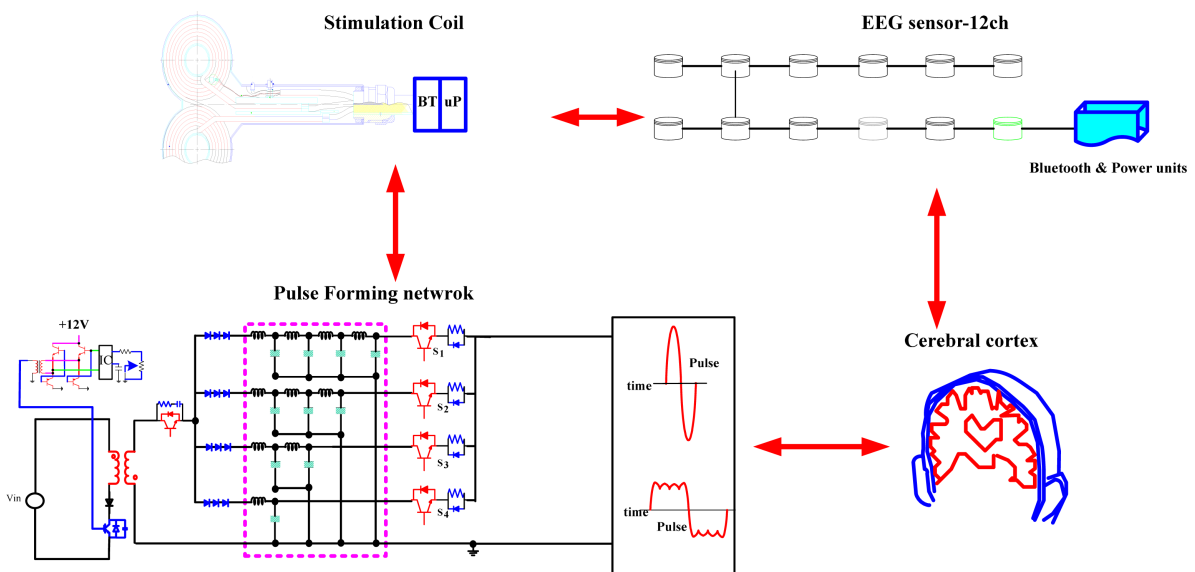 Stimulation Coil
EEG sensor-12ch
BT uP
Bluetooth & Power units
Pulse Forming netwrok
+12V
IC
S1
Pulse
time
Cerebral cortex
S2
S3
Vin
S4
time
Pulse